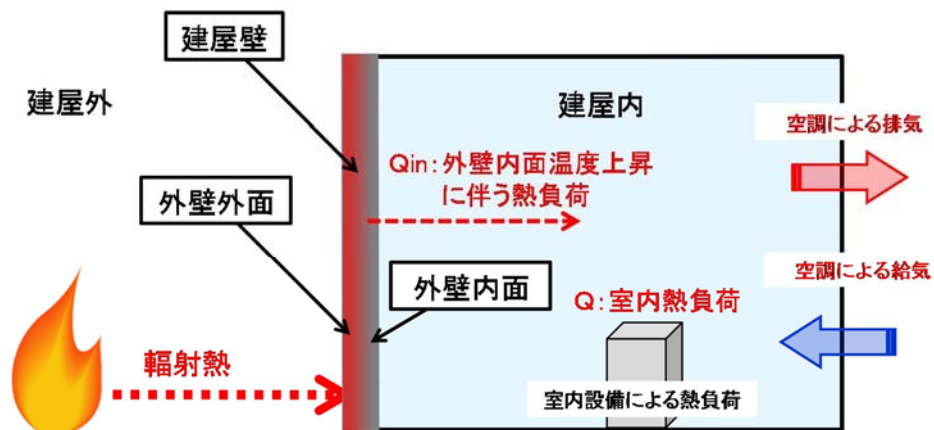 建屋壁
建屋外
建屋内
空調による排気
Qin:外壁内面温度上昇
に伴う熱負荷
外壁外面
空調による給気
外壁内面
Q:室内熱負荷
輻射熱
室内設備による熱負荷